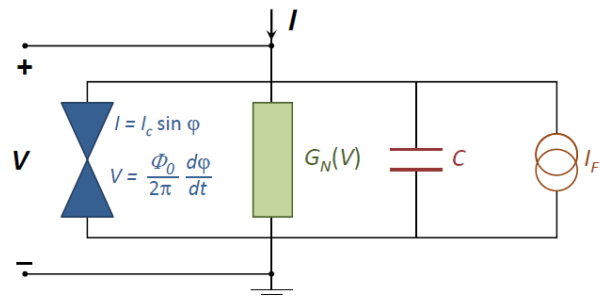 I
+
I = I_c sin φ
V
V = Φ_0/2π dφ/dt
G_N(V)
C
I_F
−